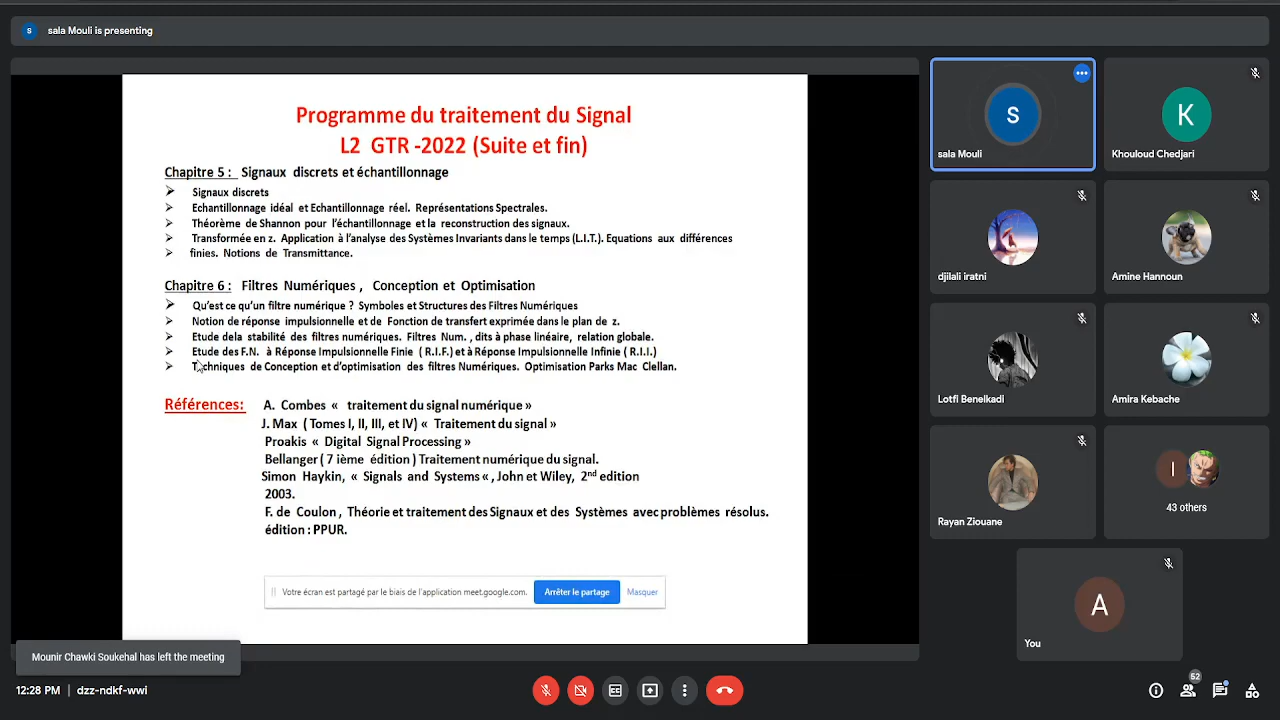 S
sala Mouli is presenting
Programme du traitement du Signal
L2 GTR -2022 (Suite et fin)
Chapitre 5 : Signaux discrets et échantillonnage
➢ Signaux discrets
➢ Echantillonnage idéal et Echantillonnage réel. Représentations Spectrales.
➢ Théorème de Shannon pour l'échantillonnage et la reconstruction des signaux.
➢ Transformée en z. Application à l'analyse des Systèmes Invariants dans le temps (L.I.T.). Equations aux différences
➢ finies. Notions de Transmittance.
Chapitre 6 : Filtres Numériques , Conception et Optimisation
➢ Qu'est ce qu'un filtre numérique ? Symboles et Structures des Filtres Numériques
➢ Notion de réponse impulsionnelle et de Fonction de transfert exprimée dans le plan de z.
➢ Etude dela stabilité des filtres numériques. Filtres Num. , dits à phase linéaire, relation globale.
➢ Etude des F.N. à Réponse Impulsionnelle Finie ( R.I.F.) et à Réponse Impulsionnelle Infinie ( R.I.I.)
➢ Techniques de Conception et d'optimisation des filtres Numériques. Optimisation Parks Mac Clellan.
Références: A. Combes « traitement du signal numérique »
J. Max ( Tomes I, II, III, et IV) « Traitement du signal »
Proakis « Digital Signal Processing »
Bellanger ( 7 ième édition ) Traitement numérique du signal.
Simon Haykin, « Signals and Systems « , John et Wiley, 2nd edition
2003.
F. de Coulon , Théorie et traitement des Signaux et des Systèmes avec problèmes résolus.
édition : PPUR.
Votre écran est partagé par le biais de l'application meet.google.com. Arrêter le partage Masquer
S
sala Mouli
K
Khouloud Chedjari
djilali iratni
Amine Hannoun
Lotfi Benelkadi
Amira Kebache
Rayan Ziouane
I
43 others
A
You
Mounir Chawki Soukehal has left the meeting
12:28 PM | dzz-ndkf-wwi
52